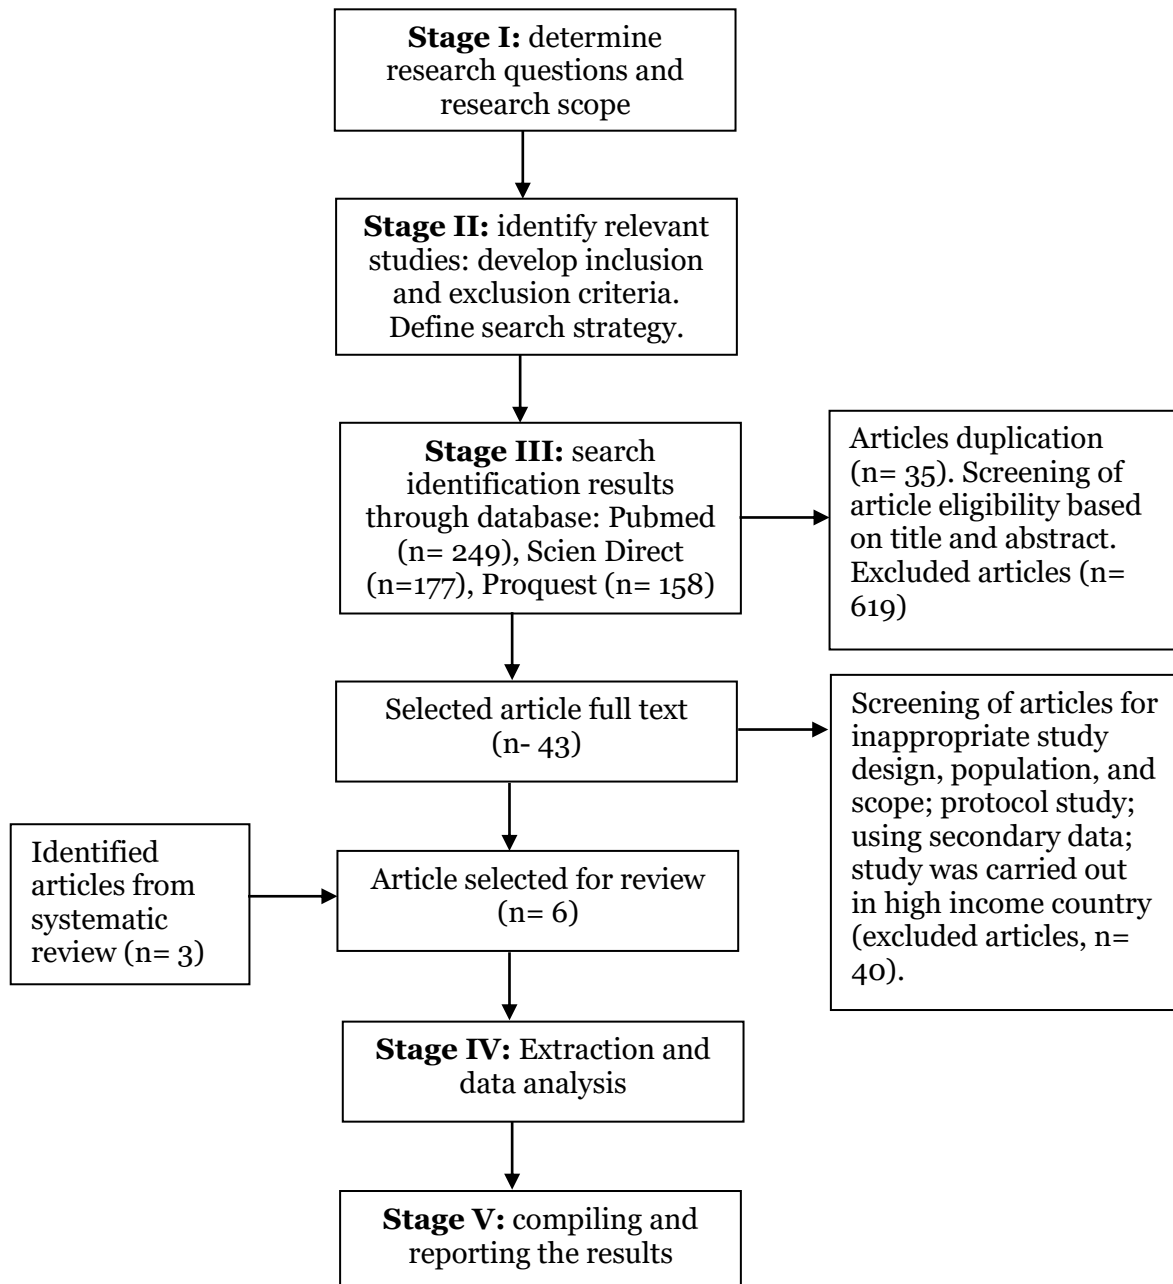 Stage I: determine
research questions and
research scope
Stage II: identify relevant
studies: develop inclusion
and exclusion criteria.
Define search strategy.
Stage III: search
identification results
through database: Pubmed
(n= 249), Scien Direct
(n=177), Proquest (n= 158)
Articles duplication
(n= 35). Screening of
article eligibility based
on title and abstract.
Excluded articles (n=
619)
Selected article full text
(n- 43)
Screening of articles for
inappropriate study
design, population, and
scope; protocol study;
using secondary data;
study was carried out
in high income country
(excluded articles, n=
40).
Identified
articles from
systematic
review (n= 3)
Article selected for review
(n= 6)
Stage IV: Extraction and
data analysis
Stage V: compiling and
reporting the results